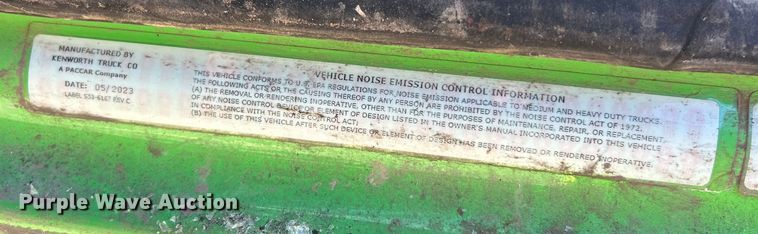 MANUFACTURED BY
KENWORTH TRUCK CO
A PACCAR Company
DATE: 05/2023
LABEL S53-6167 REV C
VEHICLE NOISE EMISSION CONTROL INFORMATION
THIS VEHICLE CONFORMS TO U.S. EPA REGULATIONS FOR NOISE EMISSION APPLICABLE TO MEDIUM AND HEAVY DUTY TRUCKS.
THE FOLLOWING ACTS OR THE CAUSING THEREOF BY ANY PERSON ARE PROHIBITED BY THE NOISE CONTROL ACT OF 1972.
(A) THE REMOVAL OR RENDERING INOPERATIVE, OTHER THAN FOR THE PURPOSES OF MAINTENANCE, REPAIR, OR REPLACEMENT,
OF ANY NOISE CONTROL DEVICE OR ELEMENT OF DESIGN LISTED IN THE OWNER'S MANUAL INCORPORATED INTO THIS VEHICLE
IN COMPLIANCE WITH THE NOISE CONTROL ACT;
(B) THE USE OF THIS VEHICLE AFTER SUCH DEVICE OR ELEMENT OF DESIGN HAS BEEN REMOVED OR RENDERED INOPERATIVE.
Purple Wave Auction